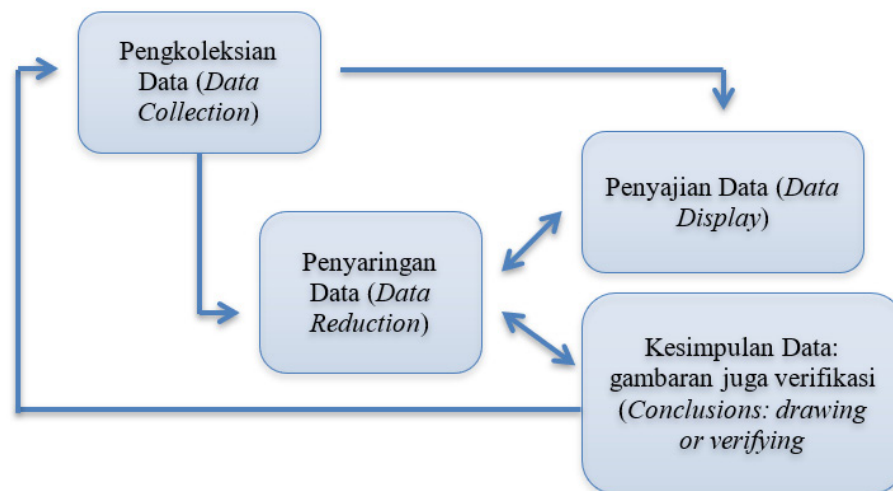 Pengkoleksian
Data (Data
Collection)
Penyajian Data (Data
Display)
Penyaringan
Data (Data
Reduction)
Kesimpulan Data:
gambaran juga verifikasi
(Conclusions: drawing
or verifying